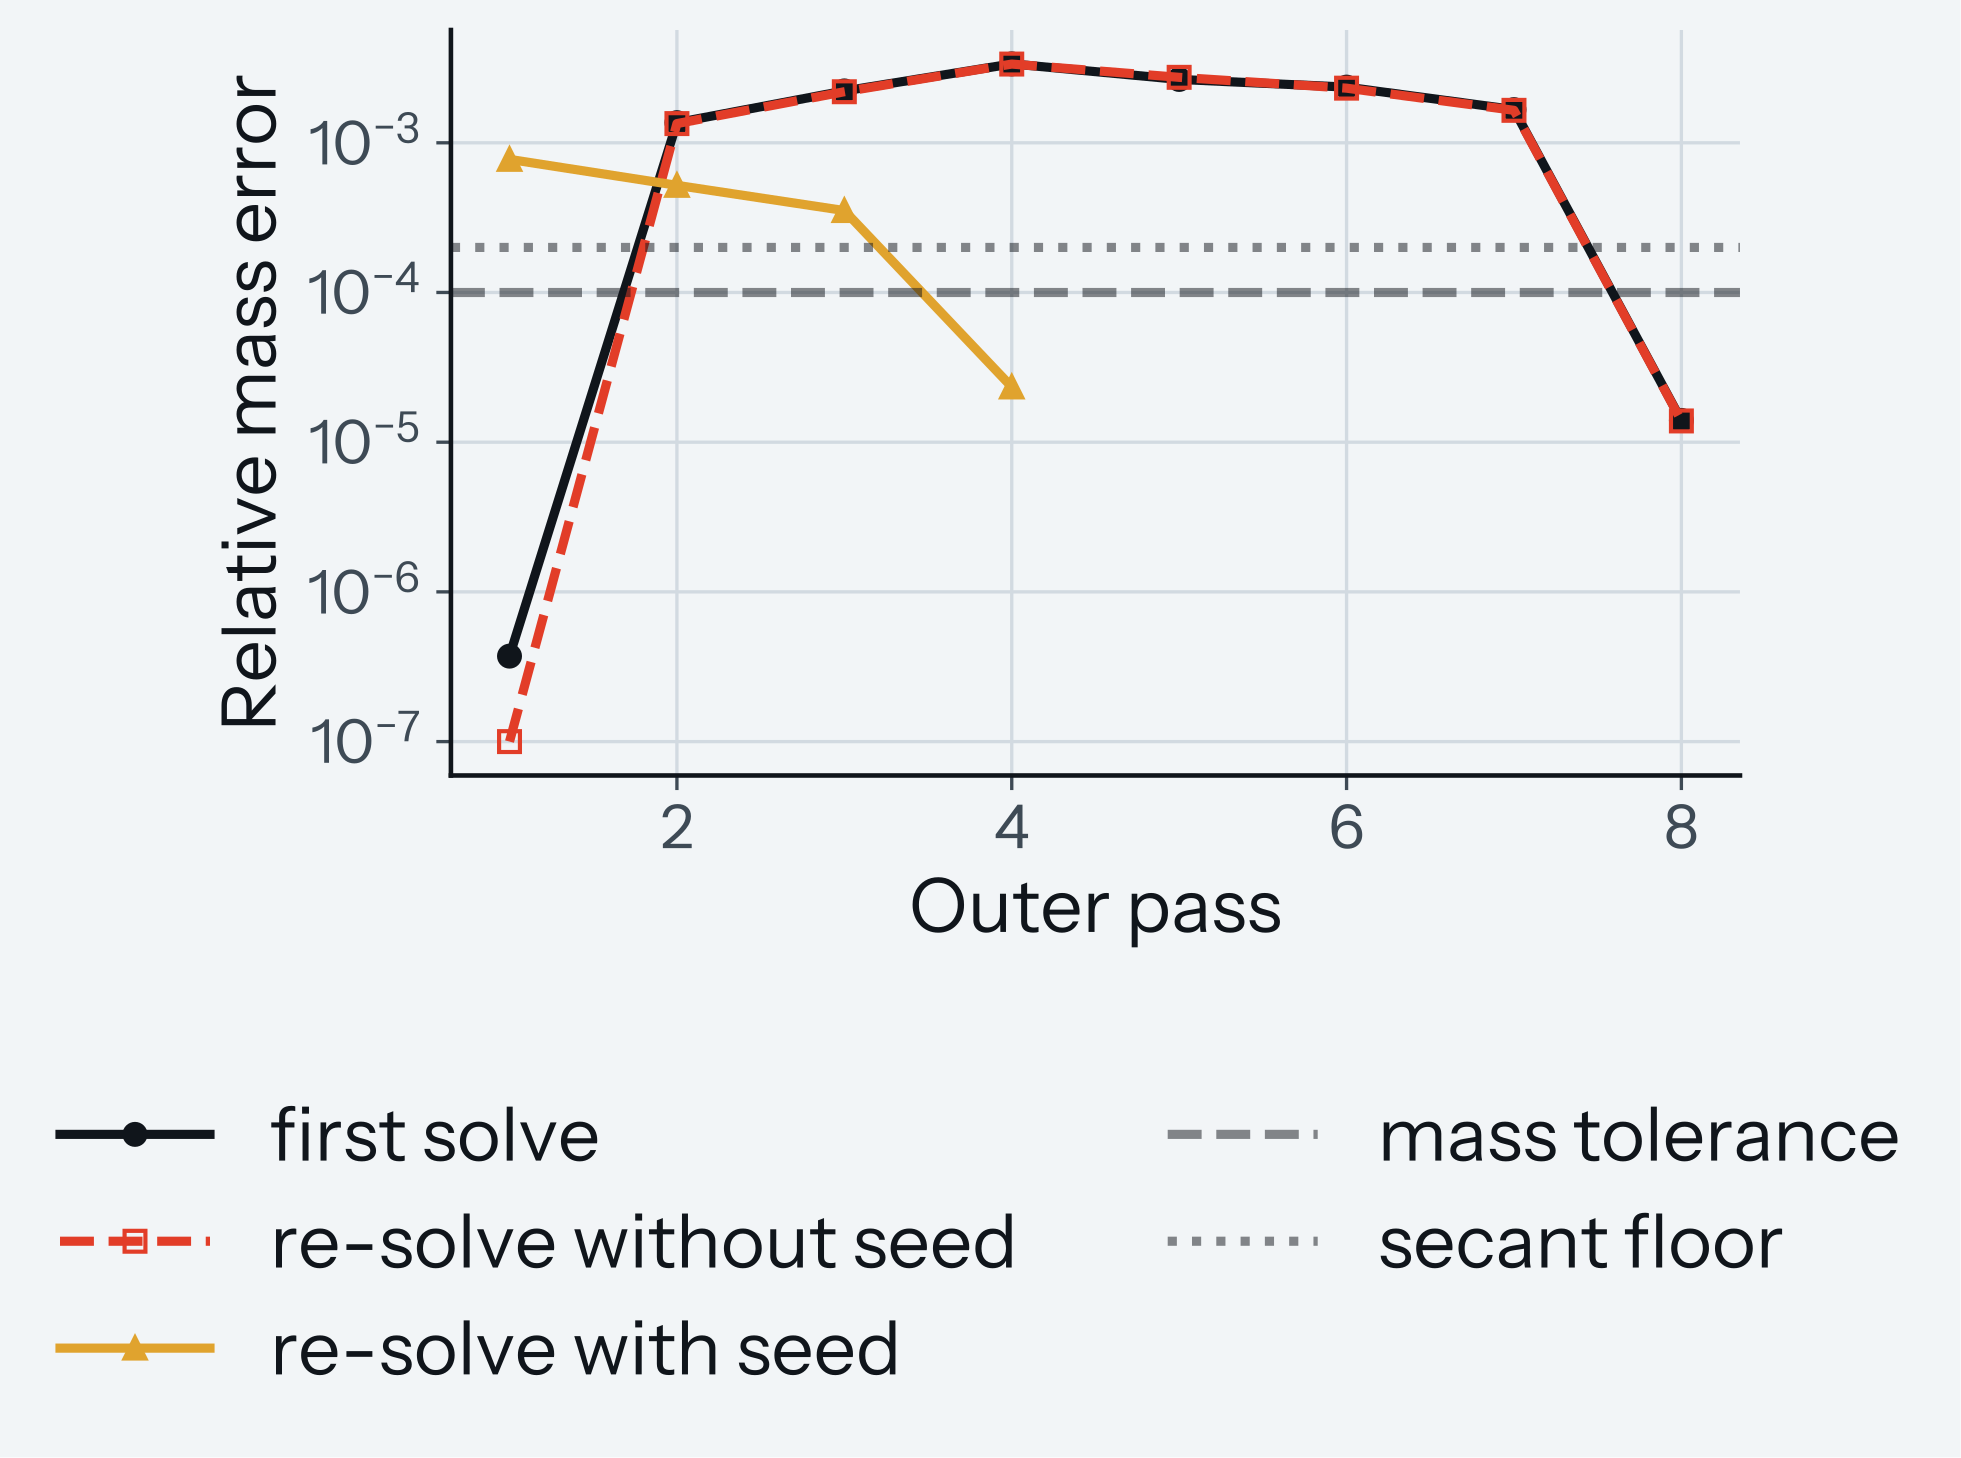 Relative mass error
10⁻³
10⁻⁴
10⁻⁵
10⁻⁶
10⁻⁷
2 4 6 8
Outer pass
first solve
re-solve without seed
re-solve with seed
mass tolerance
secant floor